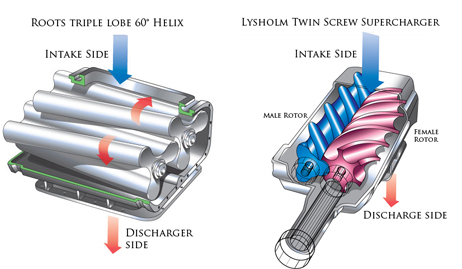 Roots triple lobe 60° Helix
Intake Side
Discharger
side
Lysholm Twin Screw Supercharger
Intake Side
Male Rotor
Female
Rotor
Discharge side